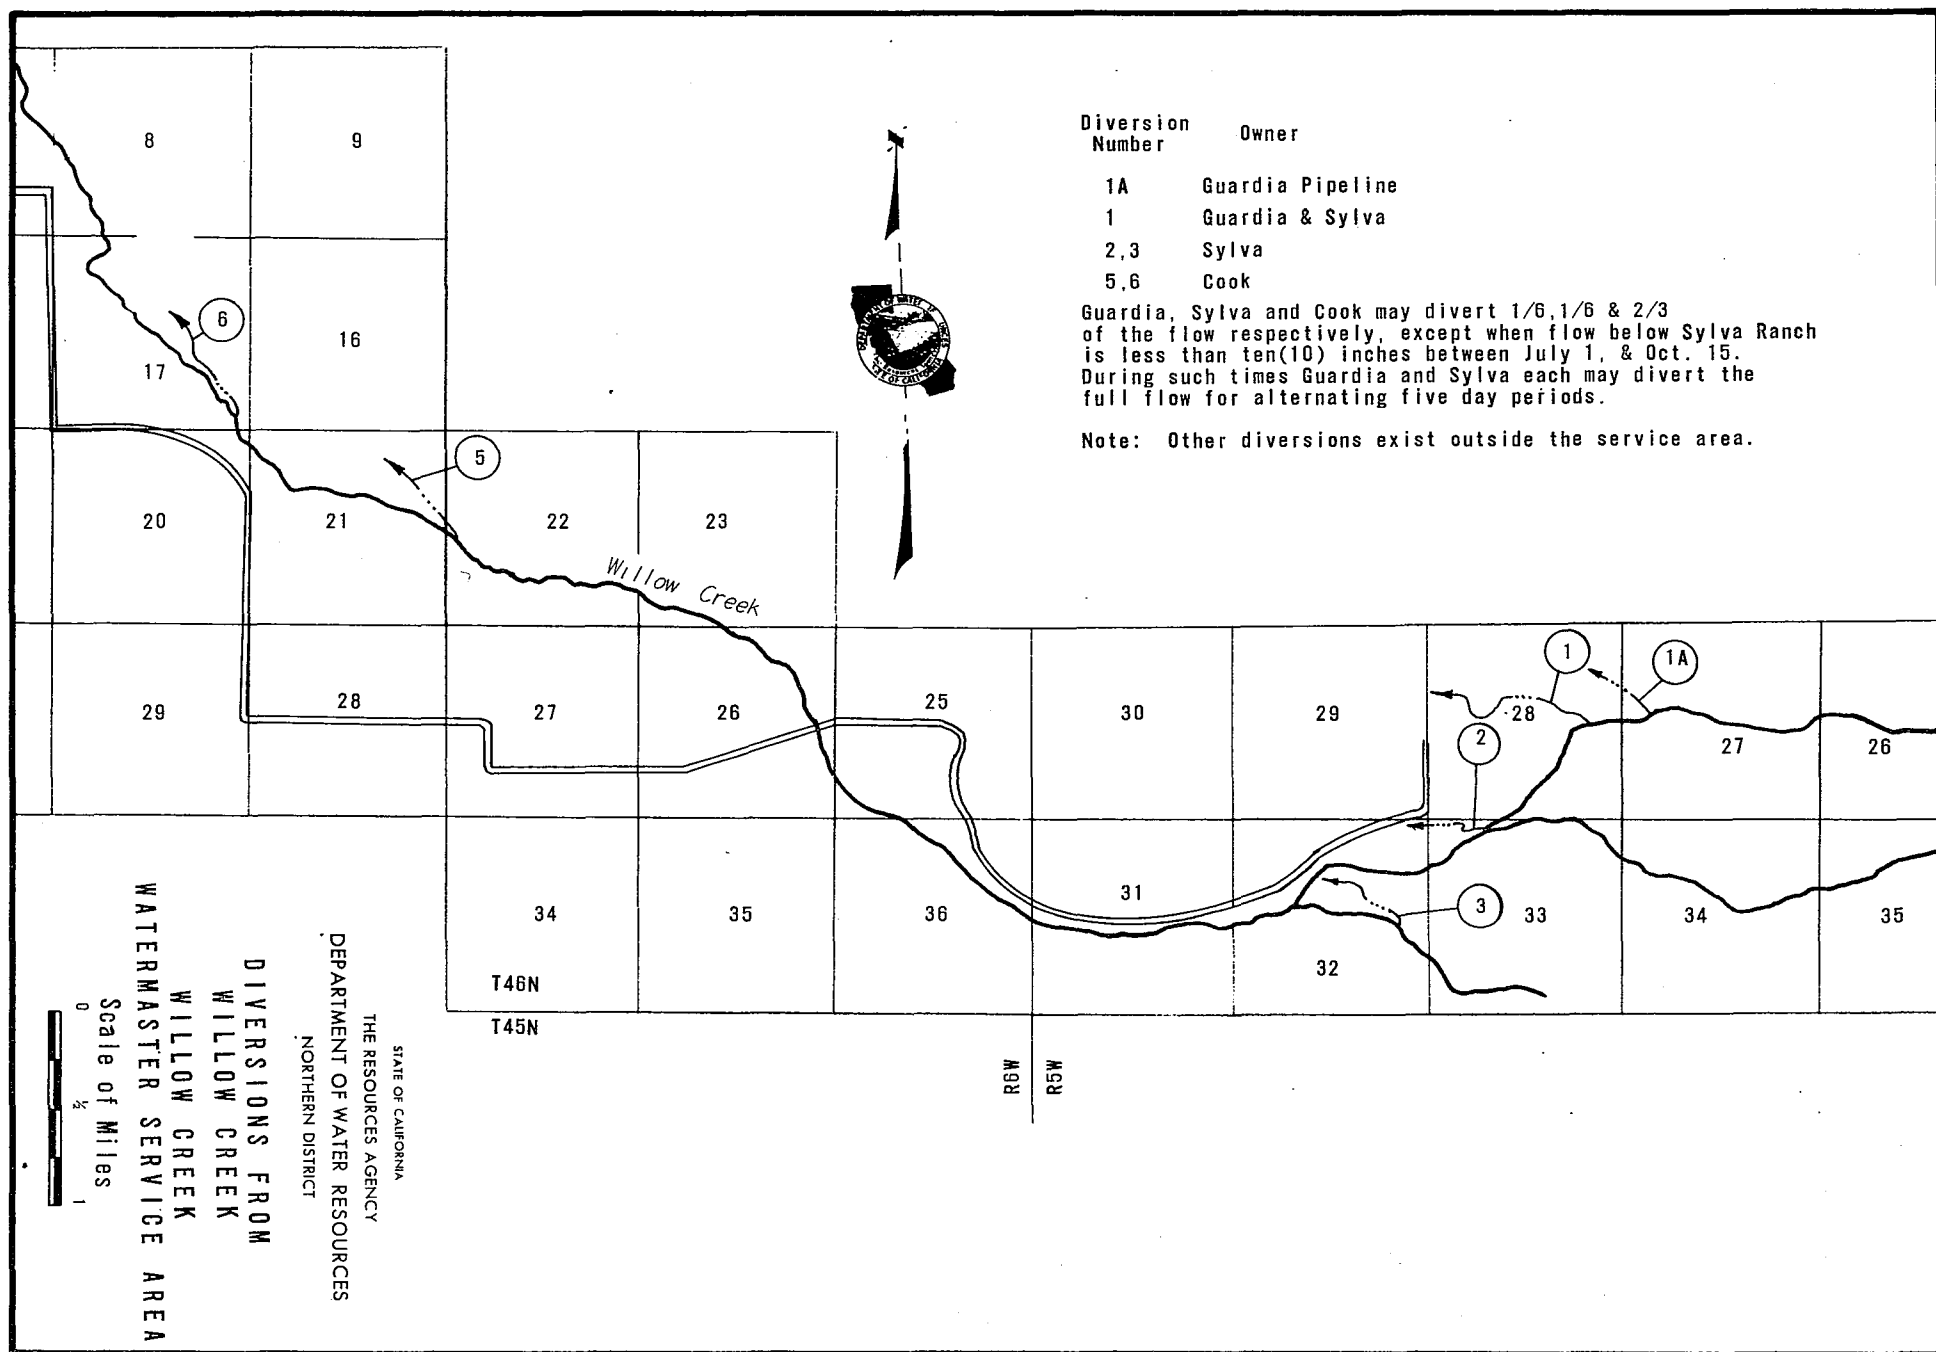 Diversion
Number
Owner
1A Guardia Pipeline
1 Guardia & Sylva
2,3 Sylva
5,6 Cook
Guardia, Sylva and Cook may divert 1/6,1/6 & 2/3
of the flow respectively, except when flow below Sylva Ranch
is less than ten(10) inches between July 1, & Oct. 15.
During such times Guardia and Sylva each may divert the
full flow for alternating five day periods.
Note: Other diversions exist outside the service area.
8
9
6
16
17
5
20
21
22
23
Willow Creek
1
1A
29
28
27
26
25
30
29
28
2
27
26
34
35
36
31
3
33
34
35
32
T46N
T45N
R6W
R5W
STATE OF CALIFORNIA
THE RESOURCES AGENCY
DEPARTMENT OF WATER RESOURCES
NORTHERN DISTRICT
DIVERSIONS FROM
WILLOW CREEK
WILLOW CREEK
WATERMASTER SERVICE AREA
Scale of Miles
0 ½ 1